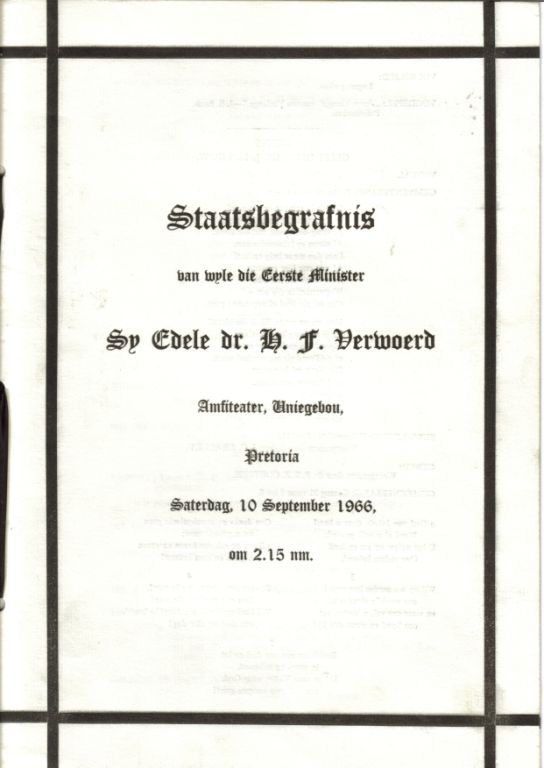 Staatsbegrafnis
van wyle die Eerste Minister
Sy Edele dr. H. F. Verwoerd
Amfiteater, Uniegebou,
Pretoria
Saterdag, 10 September 1966,
om 2.15 nm.